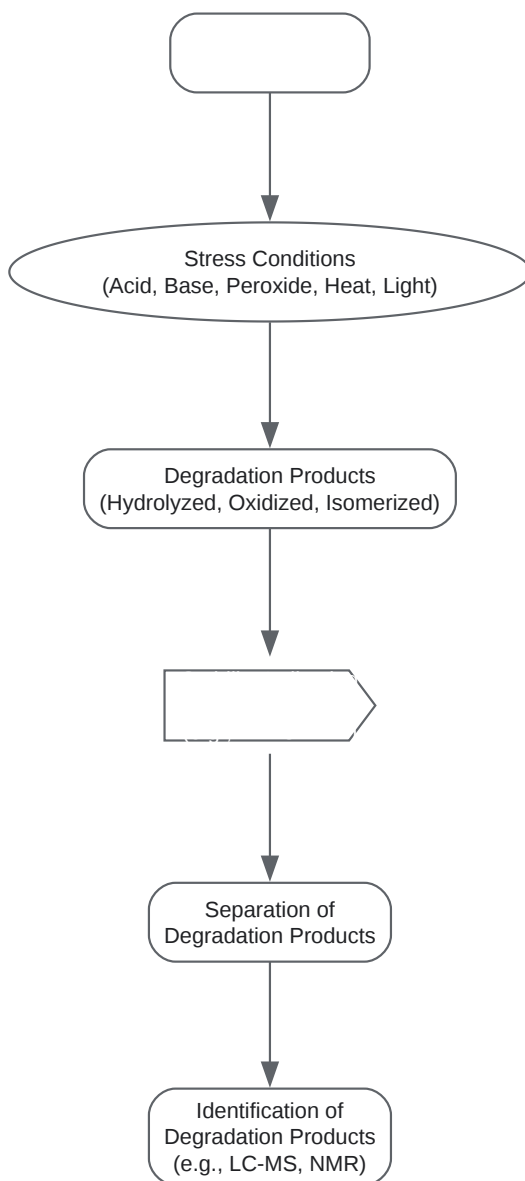 Stress Conditions
(Acid, Base, Peroxide, Heat, Light)
Degradation Products
(Hydrolyzed, Oxidized, Isomerized)
Separation of
Degradation Products
Identification of
Degradation Products
(e.g., LC-MS, NMR)